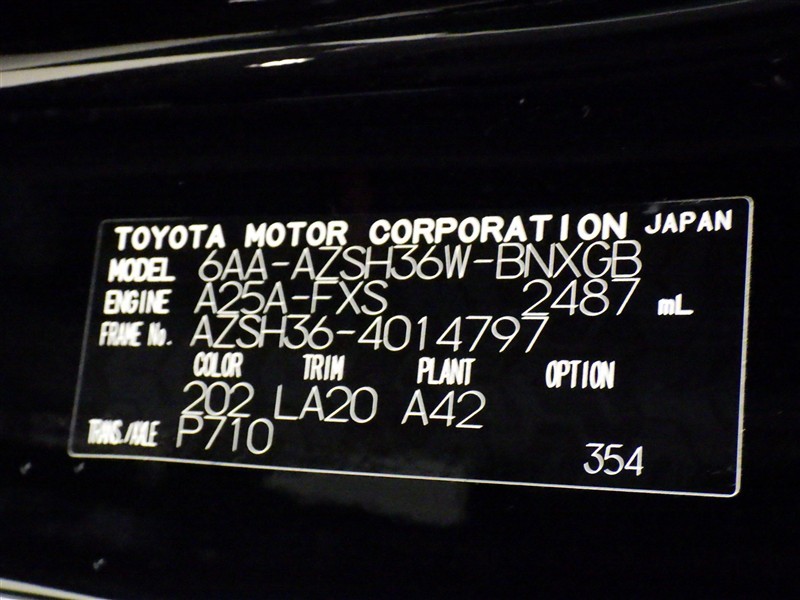 TOYOTA MOTOR CORPORATION JAPAN
MODEL 6AA-AZSH36W-BNXGB
ENGINE A25A-FXS 2487 mL
FRAME No. AZSH36-4014797
COLOR TRIM PLANT OPTION
202 LA20 A42
TRANS./AXLE P710
354